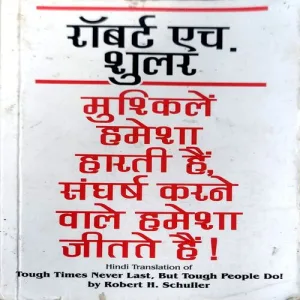 रॉबर्ट एच.
शुलर
मुश्किलें
हमेशा
हारती हैं,
संघर्ष करने
वाले हमेशा
जीतते हैं!
Hindi Translation of
Tough Times Never Last, But Tough People Do!
by Robert H. Schuller